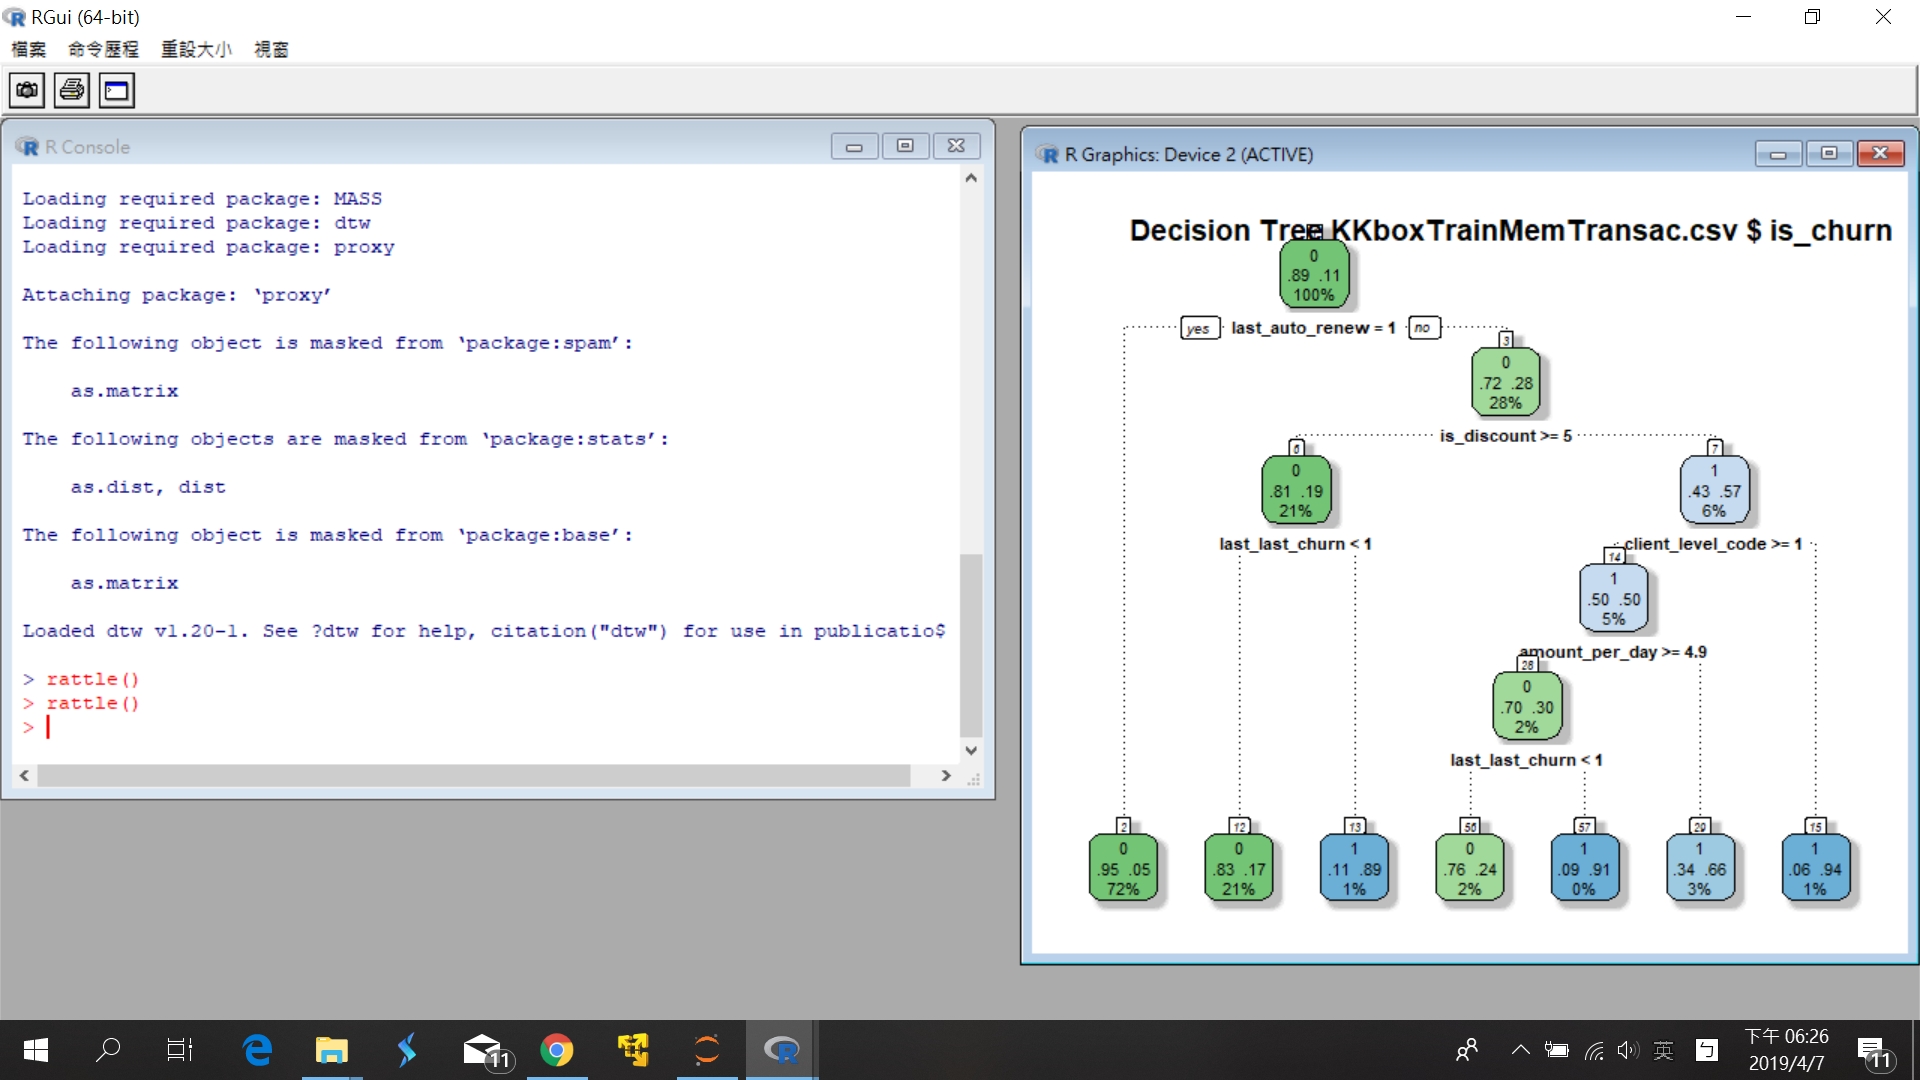 RGui (64-bit)
檔案 命令歷程 重設大小 視窗
R Console
Loading required package: MASS
Loading required package: dtw
Loading required package: proxy
Attaching package: ‘proxy’
The following object is masked from ‘package:spam’:
as.matrix
The following objects are masked from ‘package:stats’:
as.dist, dist
The following object is masked from ‘package:base’:
as.matrix
Loaded dtw v1.20-1. See ?dtw for help, citation("dtw") for use in publicatio$
> rattle()
> rattle()
>
R Graphics: Device 2 (ACTIVE)
Decision Tree KKboxTrainMemTransac.csv $ is_churn
0
.89 .11
100%
yes last_auto_renew = 1 no
3
0
.72 .28
28%
is_discount >= 5
6 7
0 1
.81 .19 .43 .57
21% 6%
last_last_churn < 1 client_level_code >= 1
14
1
.50 .50
5%
amount_per_day >= 4.9
28
0
.70 .30
2%
last_last_churn < 1
2 12 13 56 57 29 15
0 0 1 0 1 1 1
.95 .05 .83 .17 .11 .89 .76 .24 .09 .91 .34 .66 .06 .94
72% 21% 1% 2% 0% 3% 1%
11
英
下午 06:26
2019/4/7
11